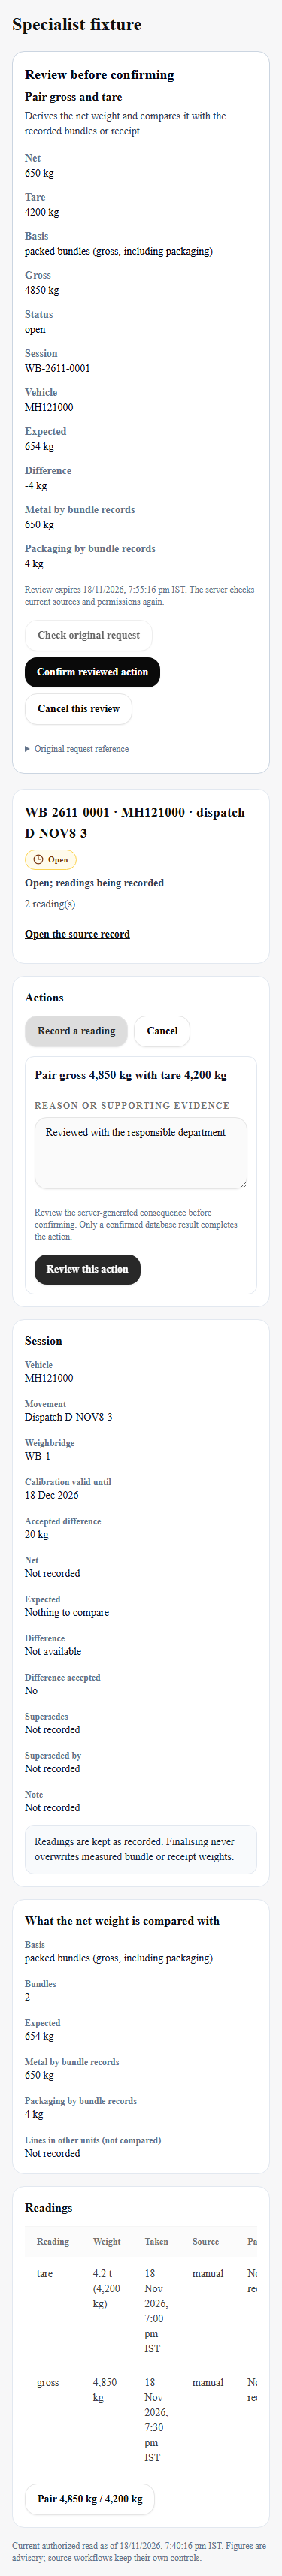 Specialist fixture
Review before confirming
Pair gross and tare
Derives the net weight and compares it with the
recorded bundles or receipt.
Net
650 kg
Tare
4200 kg
Basis
packed bundles (gross, including packaging)
Gross
4850 kg
Status
open
Session
WB-2611-0001
Vehicle
MH121000
Expected
654 kg
Difference
-4 kg
Metal by bundle records
650 kg
Packaging by bundle records
4 kg
Review expires 18/11/2026, 7:55:16 pm IST. The server checks
current sources and permissions again.
Check original request
Confirm reviewed action
Cancel this review
Original request reference
WB-2611-0001 · MH121000 · dispatch
D-NOV8-3
Open
Open; readings being recorded
2 reading(s)
Open the source record
Actions
Record a reading Cancel
Pair gross 4,850 kg with tare 4,200 kg
REASON OR SUPPORTING EVIDENCE
Reviewed with the responsible department
Review the server-generated consequence before
confirming. Only a confirmed database result completes
the action.
Review this action
Session
Vehicle
MH121000
Movement
Dispatch D-NOV8-3
Weighbridge
WB-1
Calibration valid until
18 Dec 2026
Accepted difference
20 kg
Net
Not recorded
Expected
Nothing to compare
Difference
Not available
Difference accepted
No
Supersedes
Not recorded
Superseded by
Not recorded
Note
Not recorded
Readings are kept as recorded. Finalising never
overwrites measured bundle or receipt weights.
What the net weight is compared with
Basis
packed bundles (gross, including packaging)
Bundles
2
Expected
654 kg
Metal by bundle records
650 kg
Packaging by bundle records
4 kg
Lines in other units (not compared)
Not recorded
Readings
Reading Weight Taken Source
tare 4.2 t 18 manual
(4,200 Nov
kg) 2026,
7:00
pm
IST
gross 4,850 18 manual
kg Nov
2026,
7:30
pm
IST
Pair 4,850 kg / 4,200 kg
Current authorized read as of 18/11/2026, 7:40:16 pm IST. Figures are
advisory; source workflows keep their own controls.